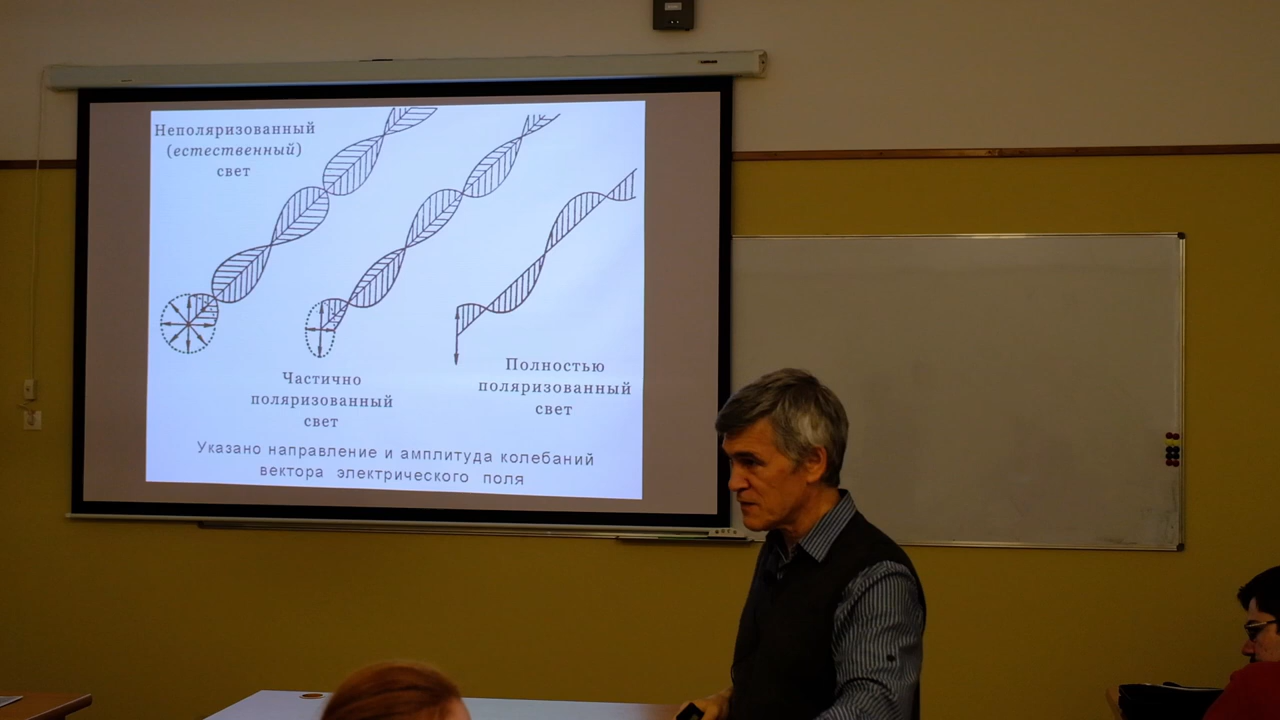 Неполяризованный
(естественный)
свет
Частично
поляризованный
свет
Полностью
поляризованный
свет
Указано направление и амплитуда колебаний
вектора электрического поля